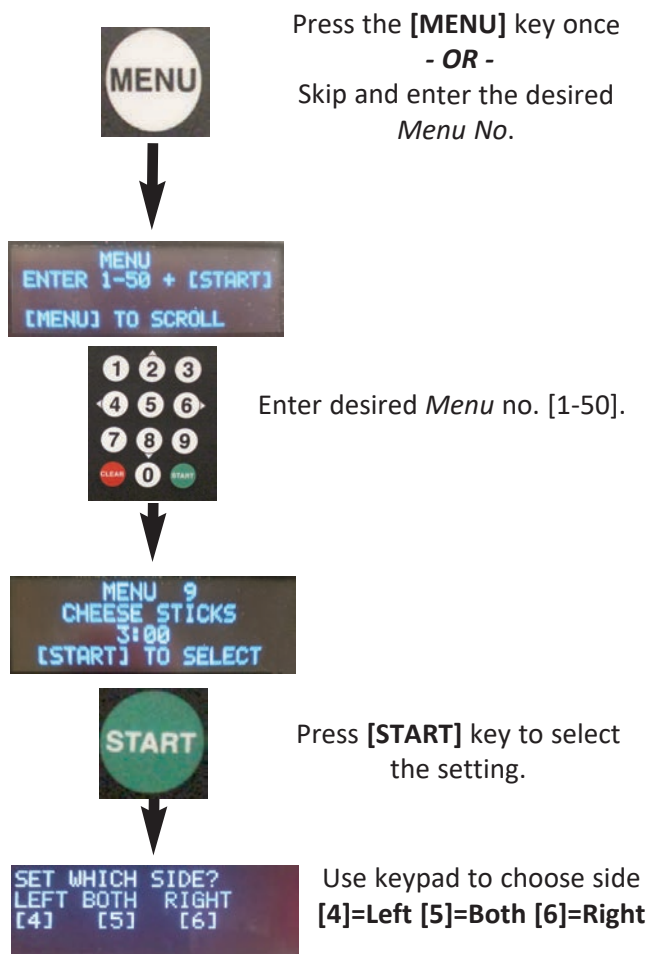 Press the [MENU] key once
- OR -
Skip and enter the desired
Menu No.
MENU
MENU
ENTER 1-50 + [START]
[MENU] TO SCROLL
1 2 3
4 5 6
7 8 9
CLEAR 0 START
Enter desired Menu no. [1-50].
MENU 9
CHEESE STICKS
3:00
[START] TO SELECT
START
Press [START] key to select
the setting.
SET WHICH SIDE?
LEFT BOTH RIGHT
[4] [5] [6]
Use keypad to choose side
[4]=Left [5]=Both [6]=Right